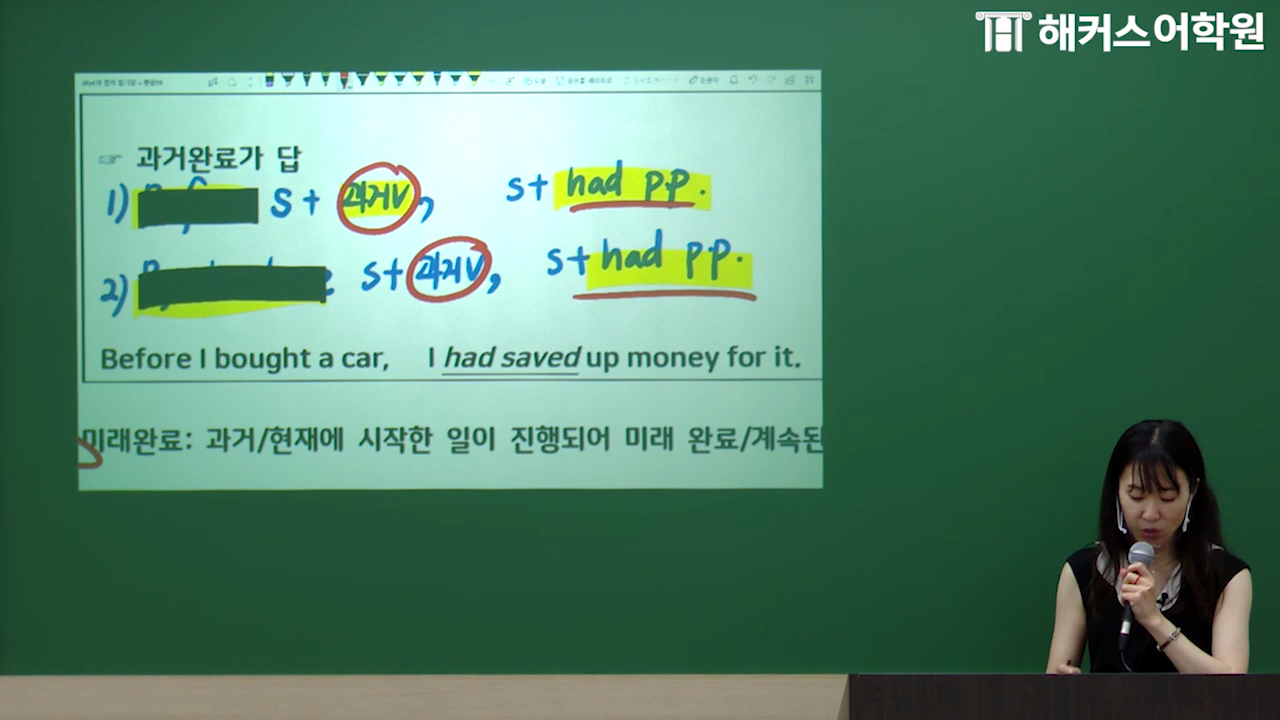 해커스어학원
☞ 과거완료가 답
1) S + 과거V, s+ had p.p.
2) s+ 과거V, s+ had p.p.
Before I bought a car, I had saved up money for it.
미래완료: 과거/현재에 시작한 일이 진행되어 미래 완료/계속된